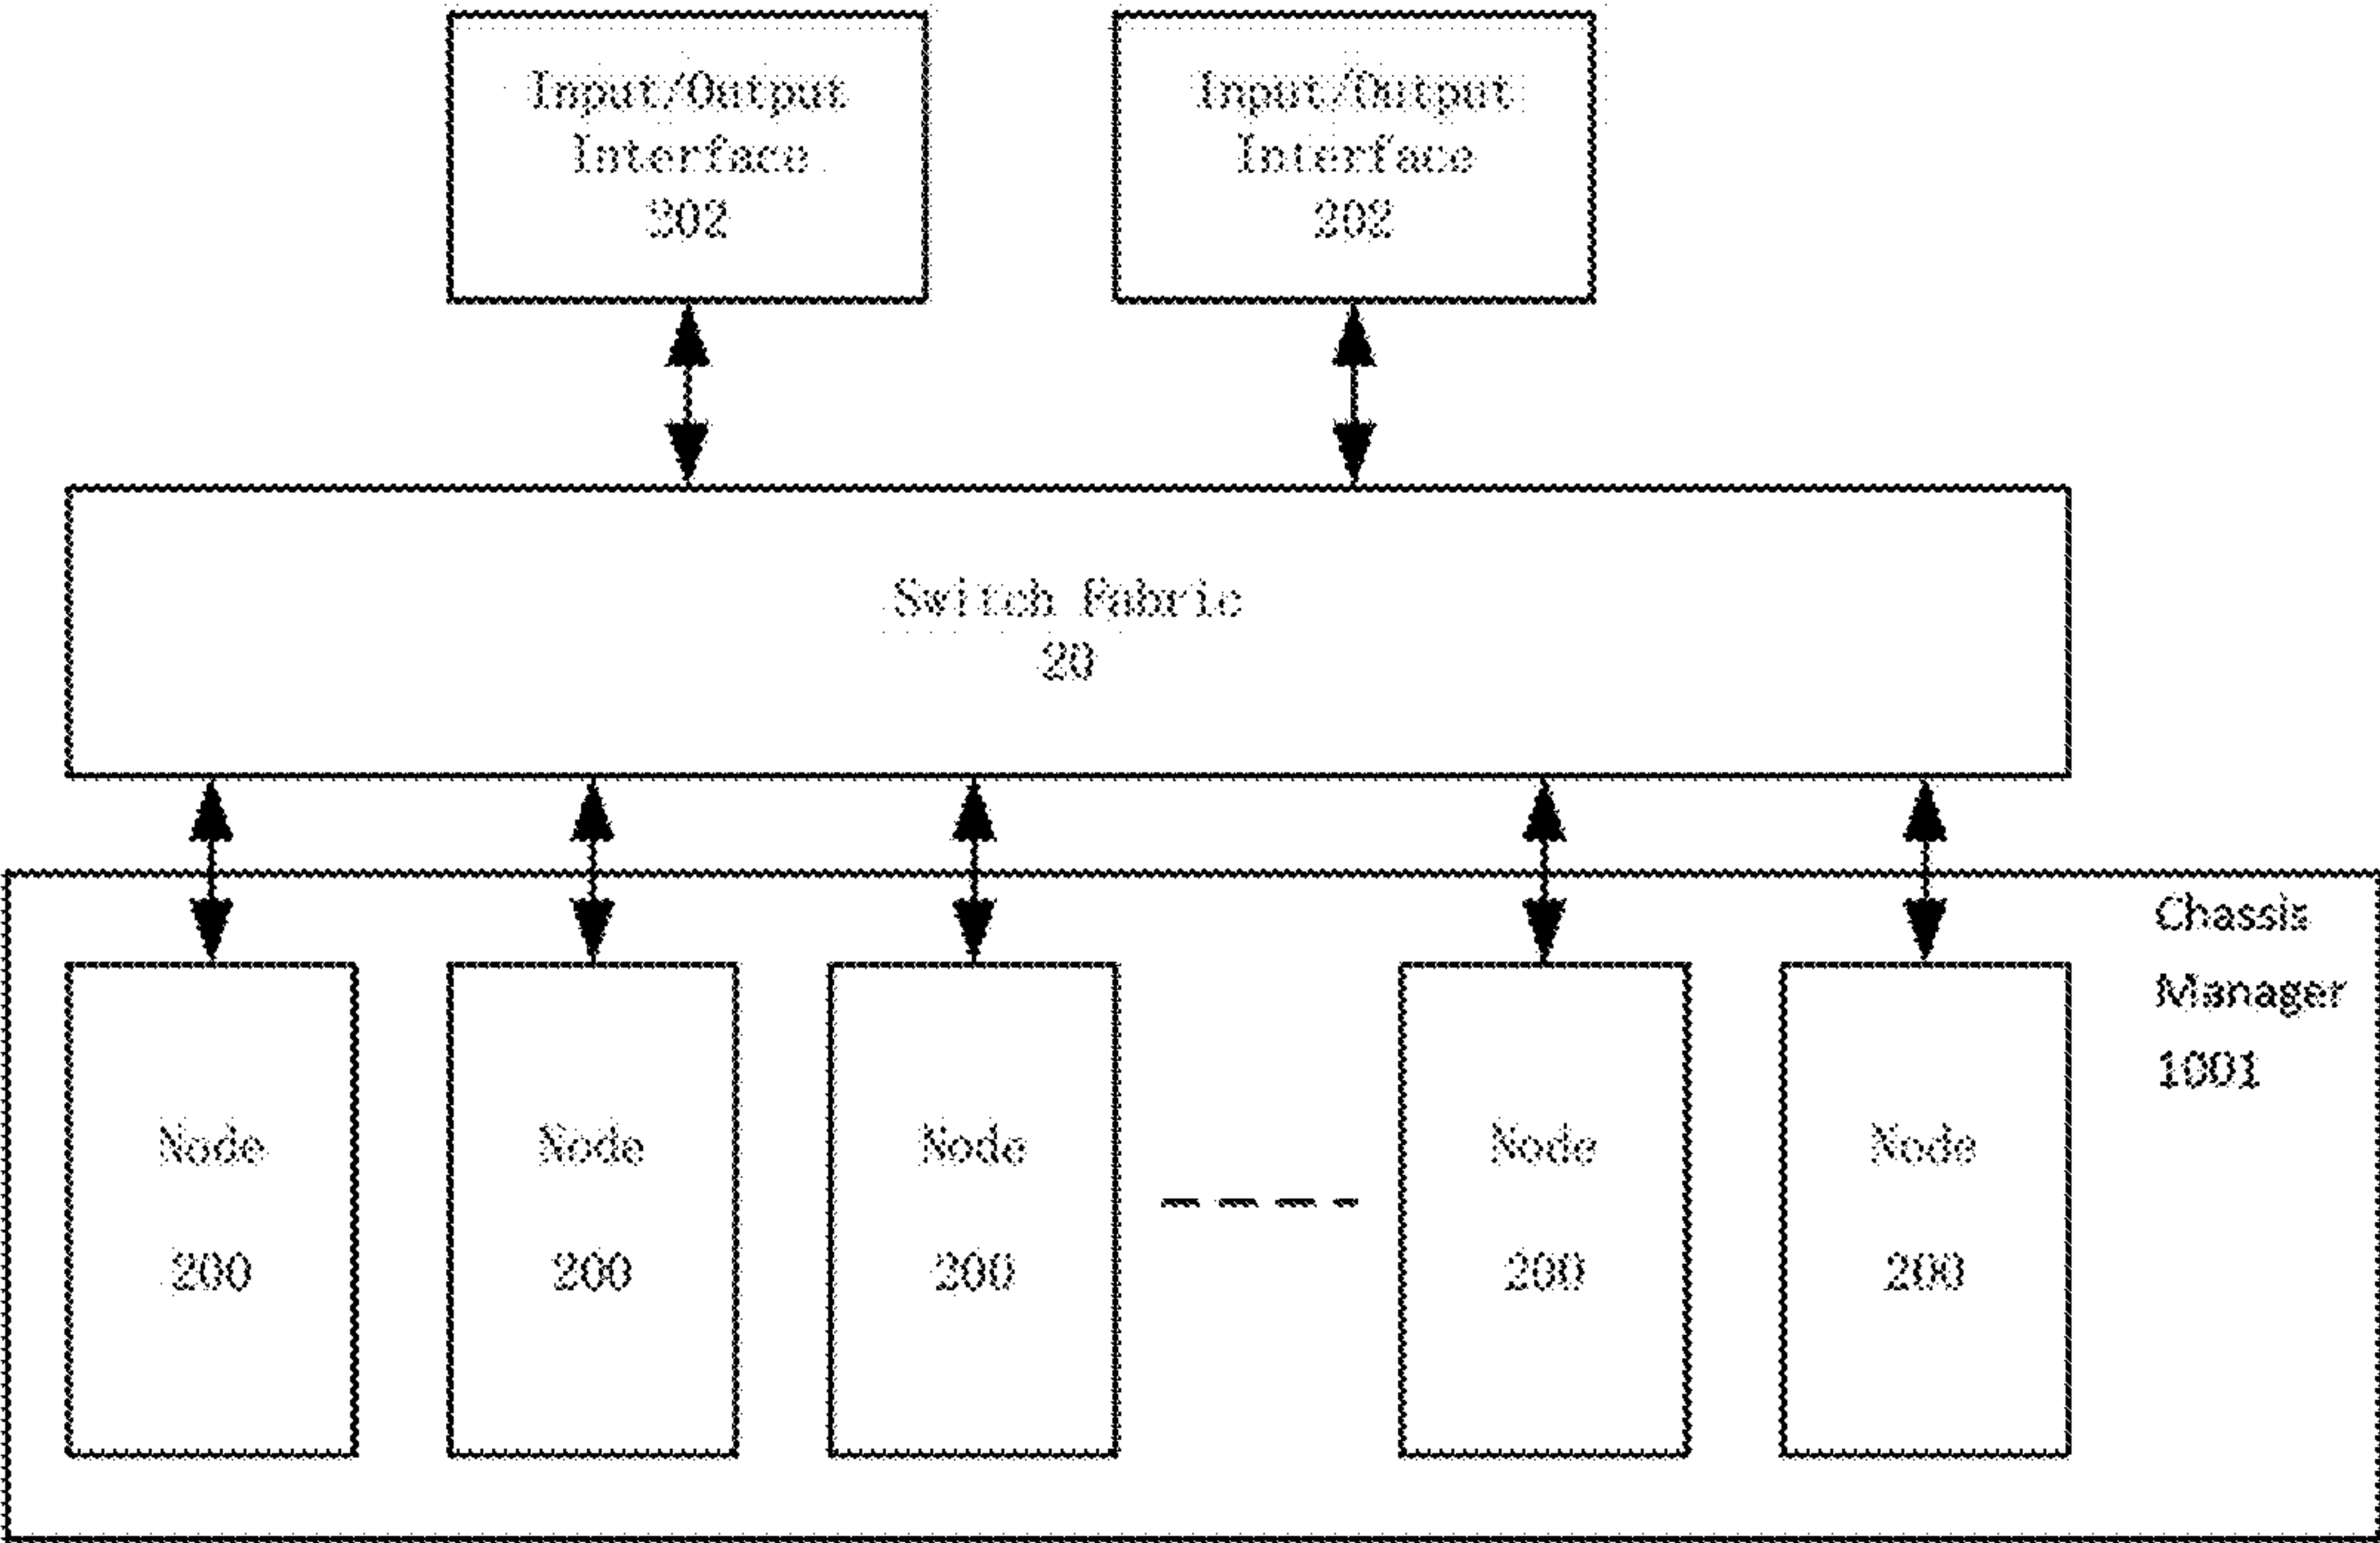 Input/Output
Interface
202
Input/Output
Interface
202
Switch Fabric
20
Chassis
Manager
1001
Node
200
Node
200
Node
200
Node
200
Node
200